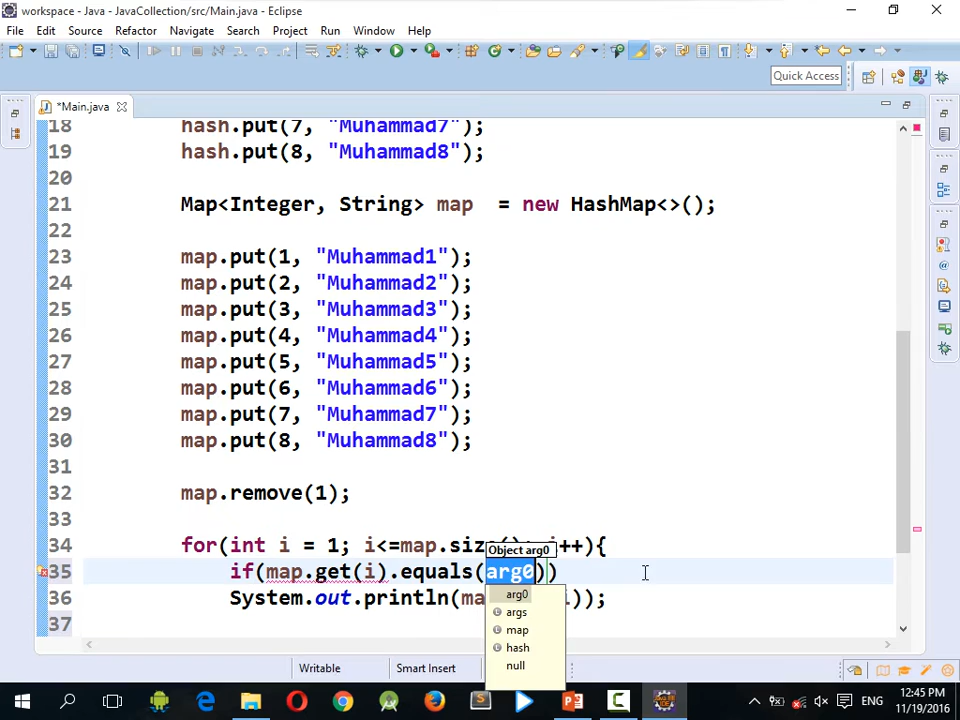 workspace - Java - JavaCollection/src/Main.java - Eclipse
File Edit Source Refactor Navigate Search Project Run Window Help
Quick Access
*Main.java
18 hash.put(7, "Muhammad7");
19 hash.put(8, "Muhammad8");
20
21 Map<Integer, String> map = new HashMap<>();
22
23 map.put(1, "Muhammad1");
24 map.put(2, "Muhammad2");
25 map.put(3, "Muhammad3");
26 map.put(4, "Muhammad4");
27 map.put(5, "Muhammad5");
28 map.put(6, "Muhammad6");
29 map.put(7, "Muhammad7");
30 map.put(8, "Muhammad8");
31
32 map.remove(1);
33
Object arg0
34 for(int i = 1; i<=map.size(); i++){
35 if(map.get(i).equals(arg0))
36 System.out.println(ma i));
37
arg0
args
map
hash
null
Writable Smart Insert
ENG
12:45 PM
11/19/2016